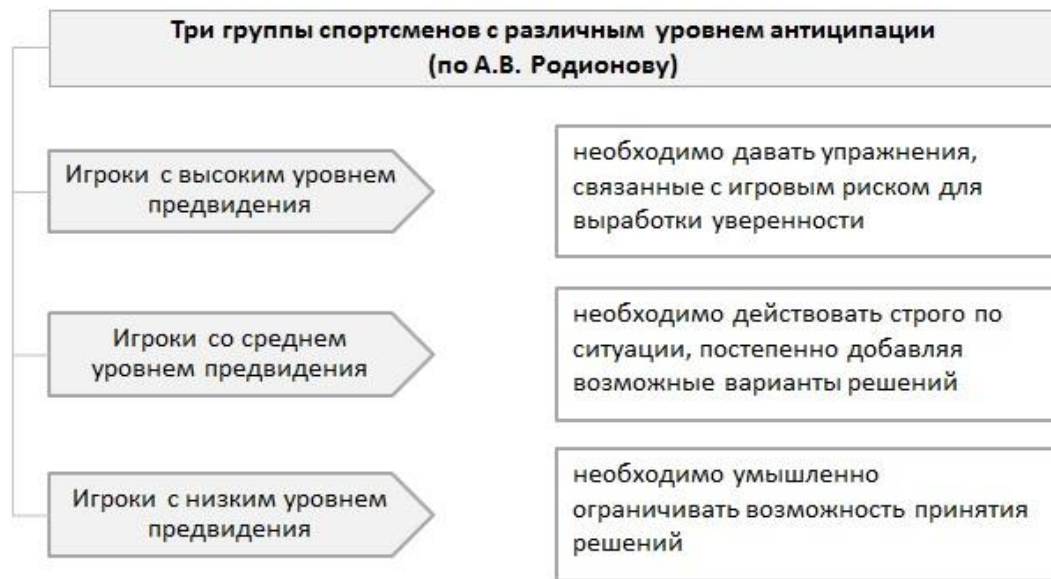 Три группы спортсменов с различным уровнем антиципации
(по А.В. Родионову)
Игроки с высоким уровнем
предвидения
необходимо давать упражнения,
связанные с игровым риском для
выработки уверенности
Игроки со среднем
уровнем предвидения
необходимо действовать строго по
ситуации, постепенно добавляя
возможные варианты решений
Игроки с низким уровнем
предвидения
необходимо умышленно
ограничивать возможность принятия
решений